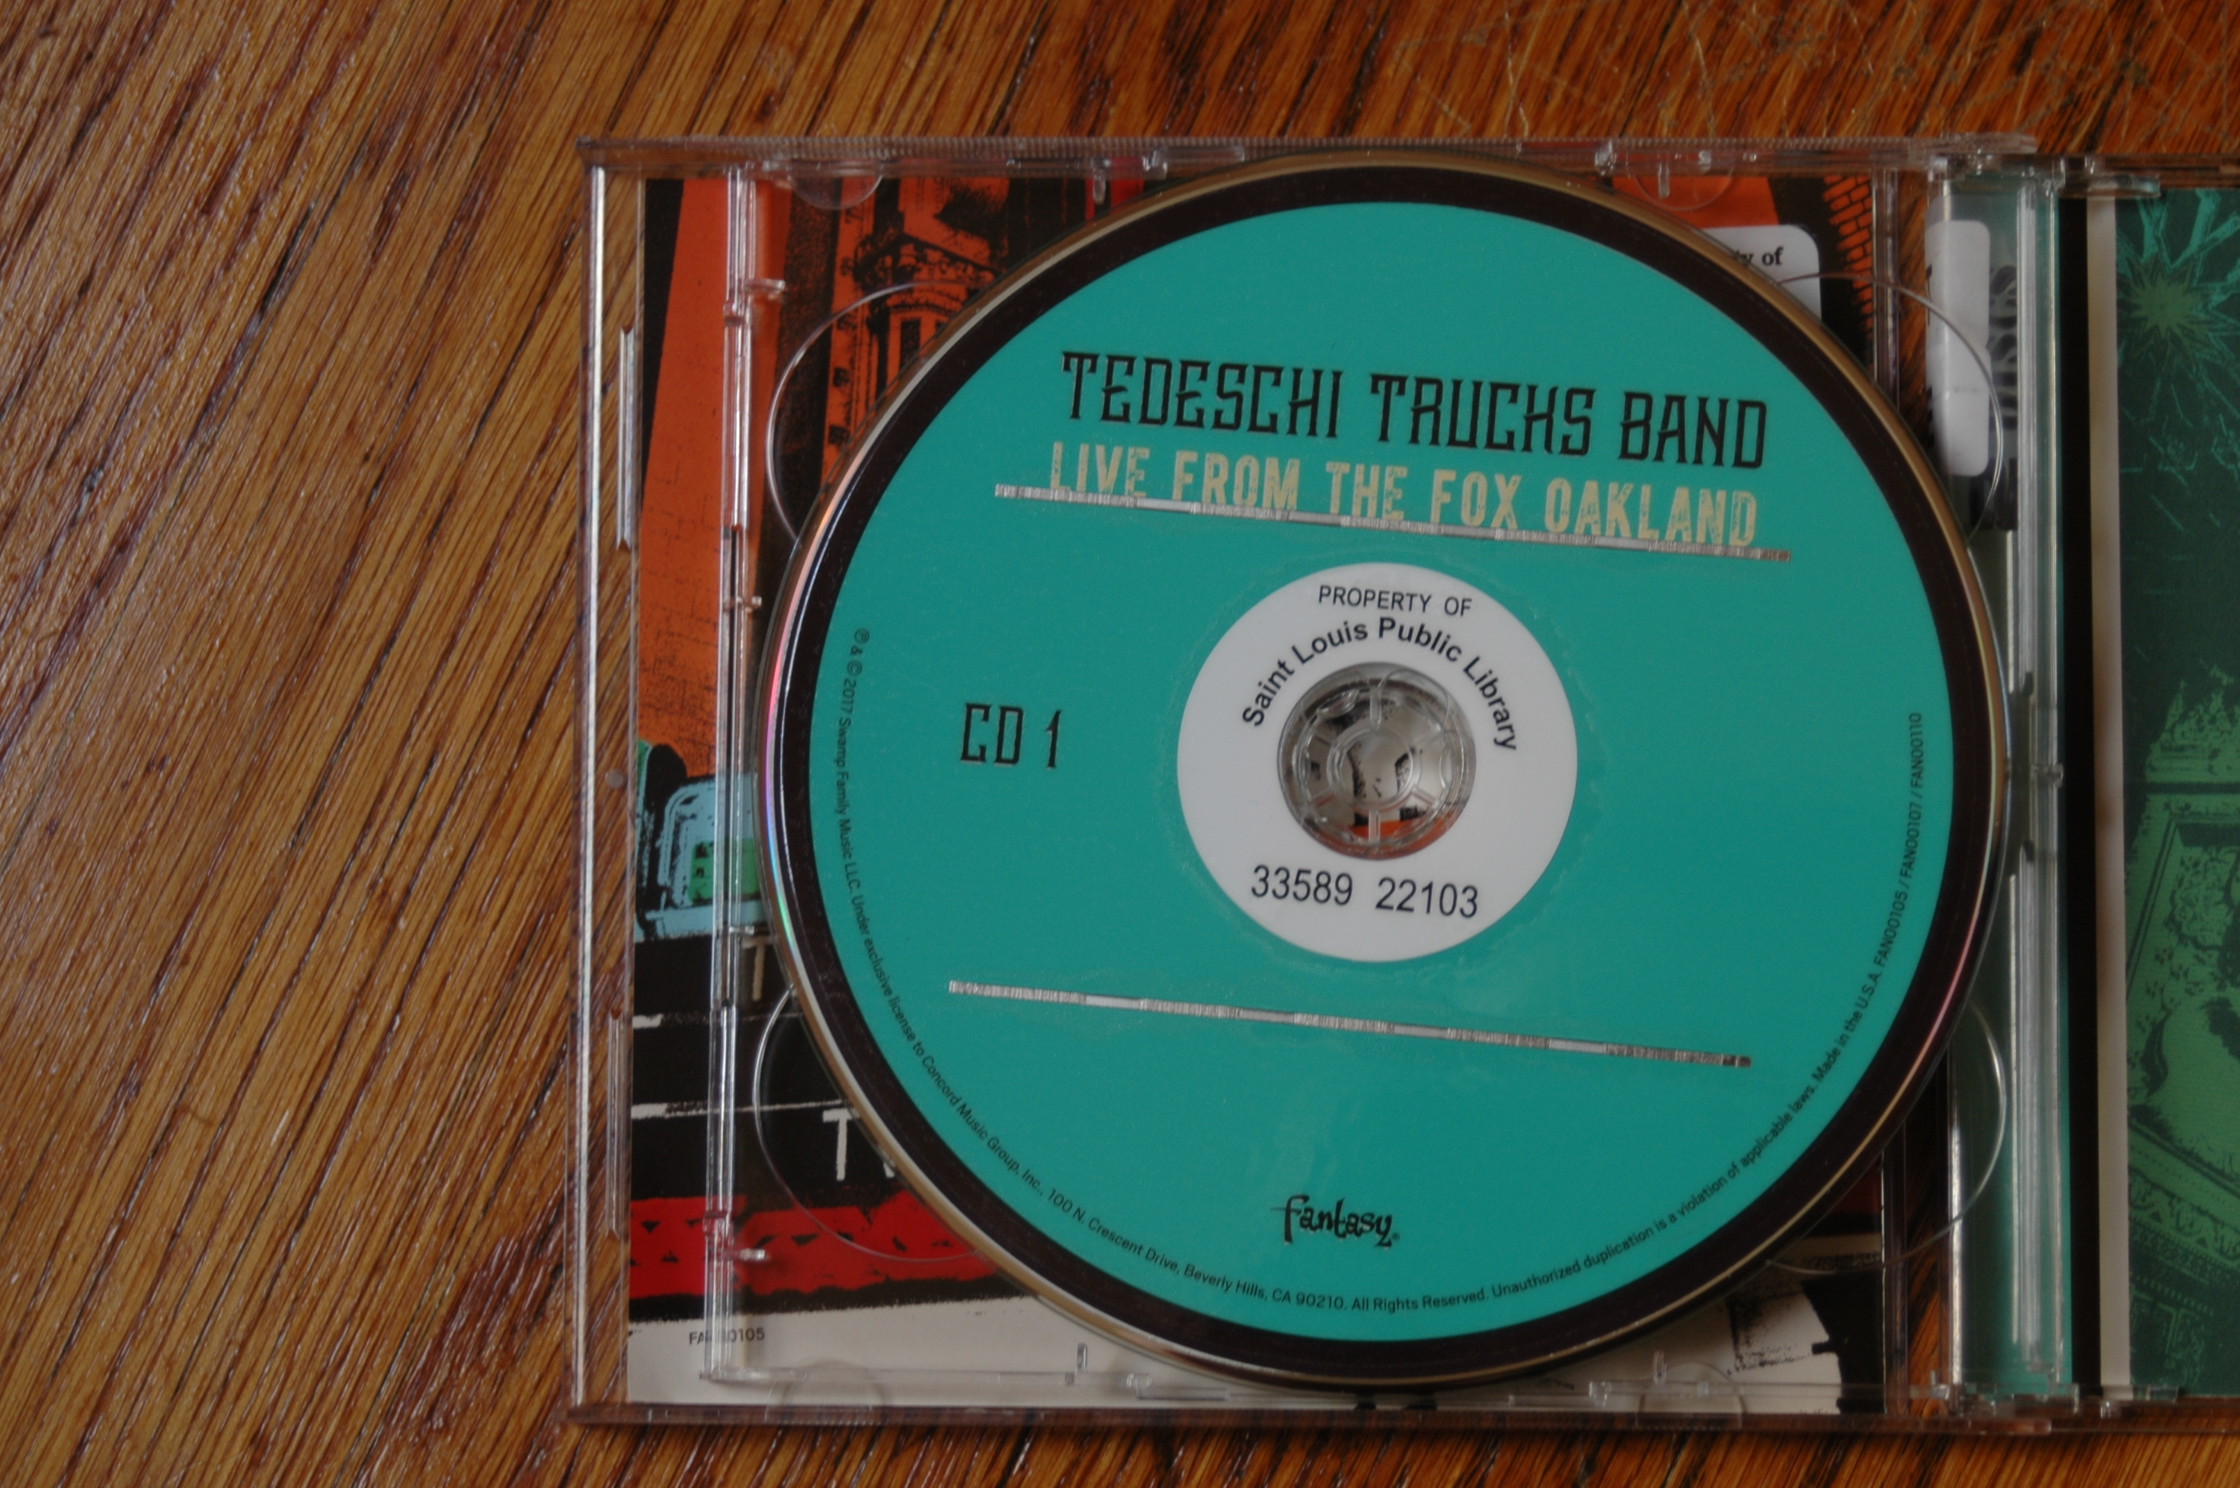 TEDESCHI TRUCKS BAND
LIVE FROM THE FOX OAKLAND
PROPERTY OF
Saint Louis Public Library
CD 1
33589 22103
fantasy®
℗ & © 2017 Swamp Family Music LLC. Under exclusive license to Concord Music Group, Inc., 100 N. Crescent Drive, Beverly Hills, CA 90210. All Rights Reserved. Unauthorized duplication is a violation of applicable laws. Made in the U.S.A. FAN00105 / FAN00107 / FAN00110
of